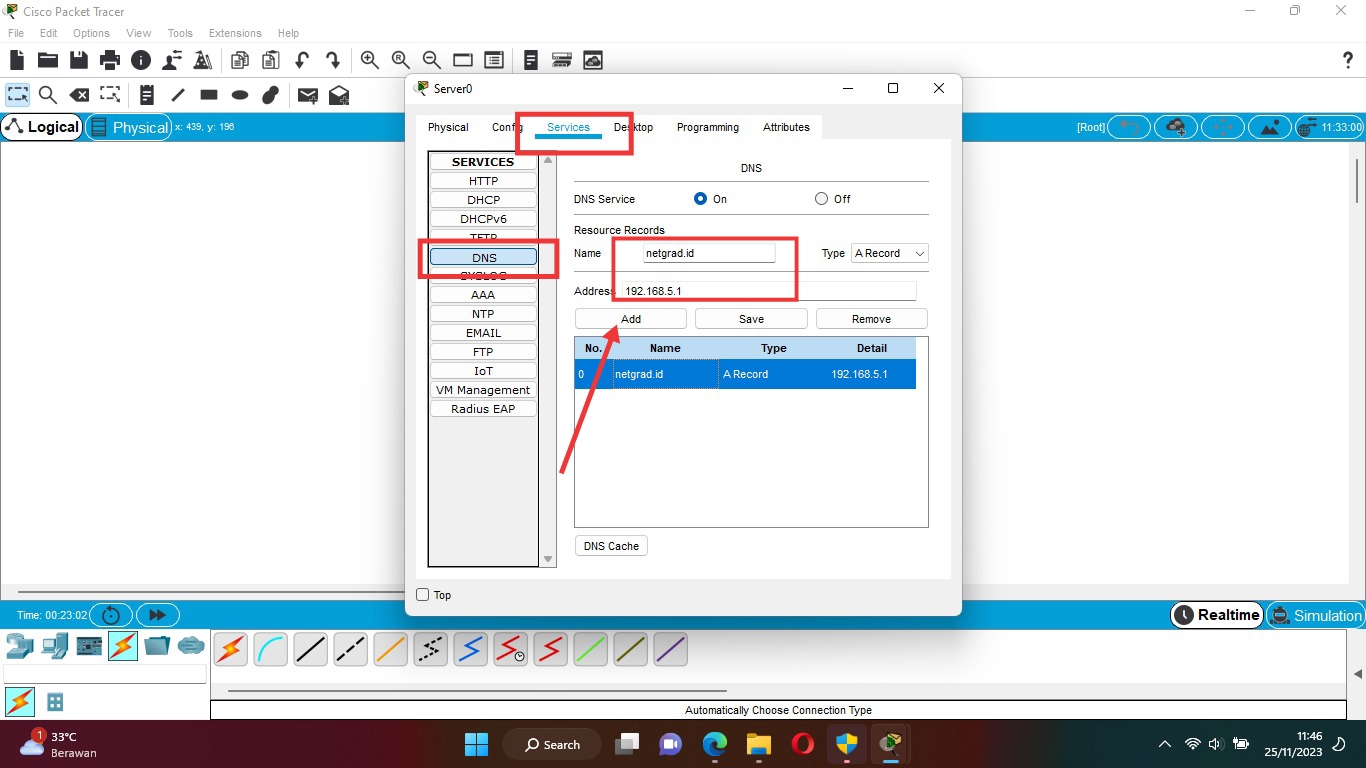 Cisco Packet Tracer
File Edit Options View Tools Extensions Help
Server0
Logical Physical x: 439, y: 196
[Root] 11:33:00
Physical Config Services Desktop Programming Attributes
SERVICES
HTTP
DHCP
DHCPv6
TFTP
DNS
SYSLOG
AAA
NTP
EMAIL
FTP
IoT
VM Management
Radius EAP
DNS
DNS Service On Off
Resource Records
Name netgrad.id Type A Record
Address 192.168.5.1
Add Save Remove
No. Name Type Detail
0 netgrad.id A Record 192.168.5.1
DNS Cache
Top
Time: 00:23:02
Realtime Simulation
Automatically Choose Connection Type
1
33°C
Berawan
Search
11:46
25/11/2023